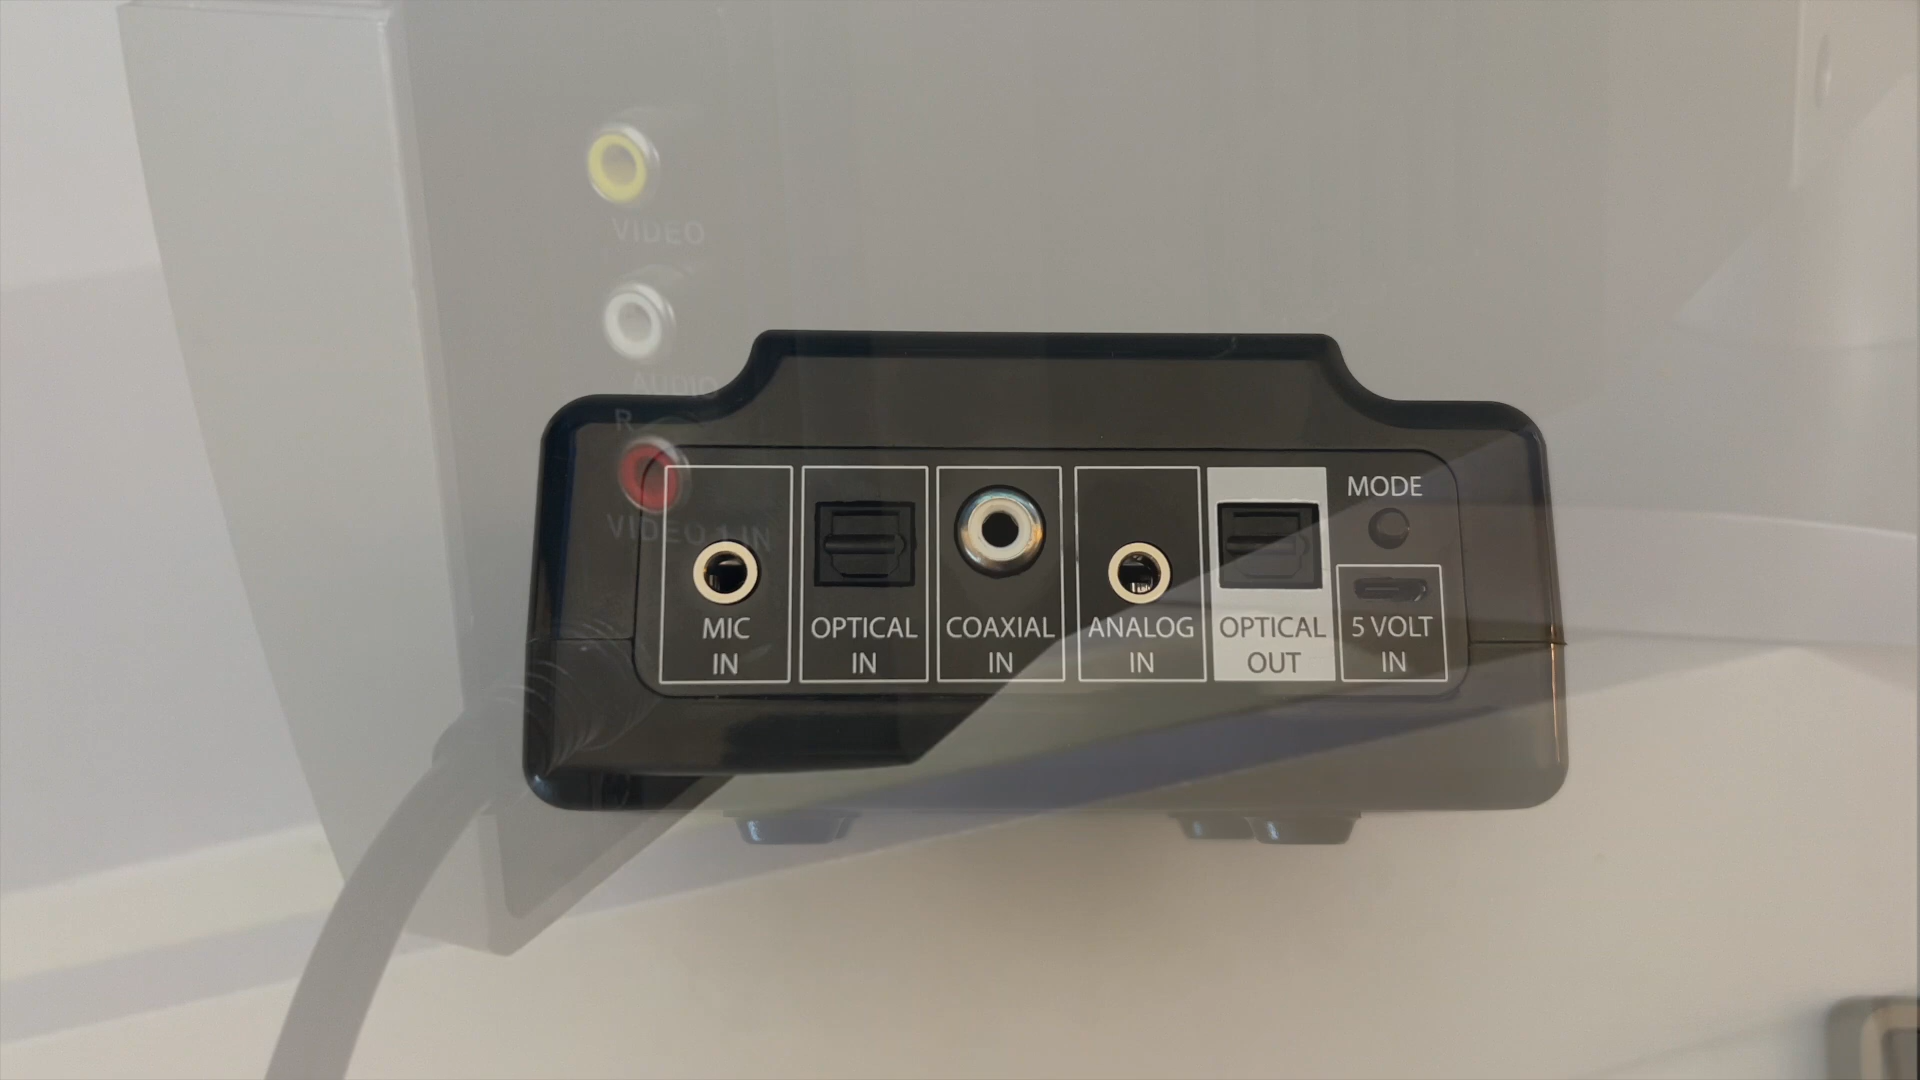 VIDEO
AUDIO
R
VIDEO 1 IN
MIC
IN
OPTICAL
IN
COAXIAL
IN
ANALOG
IN
OPTICAL
OUT
MODE
5 VOLT
IN